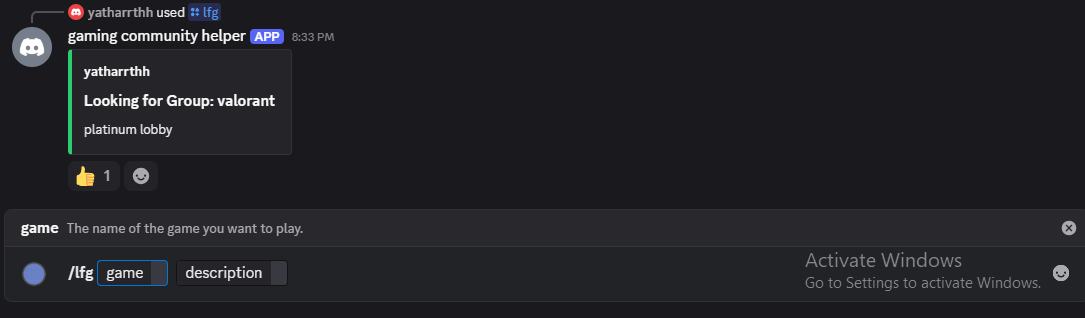 yatharrthh used lfg
gaming community helper APP 8:33 PM
yatharrthh
Looking for Group: valorant
platinum lobby
1
game The name of the game you want to play.
/lfg game description
Activate Windows
Go to Settings to activate Windows.